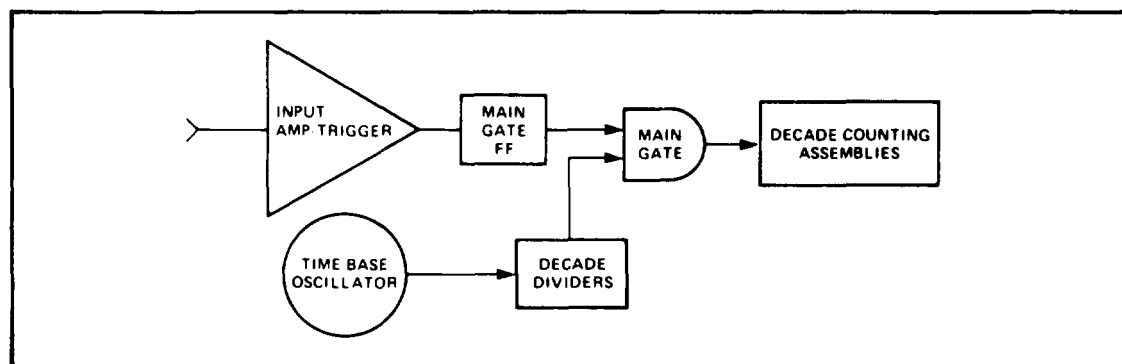 INPUT
AMP-TRIGGER
MAIN
GATE
FF
MAIN
GATE
DECADE COUNTING
ASSEMBLIES
TIME BASE
OSCILLATOR
DECADE
DIVIDERS